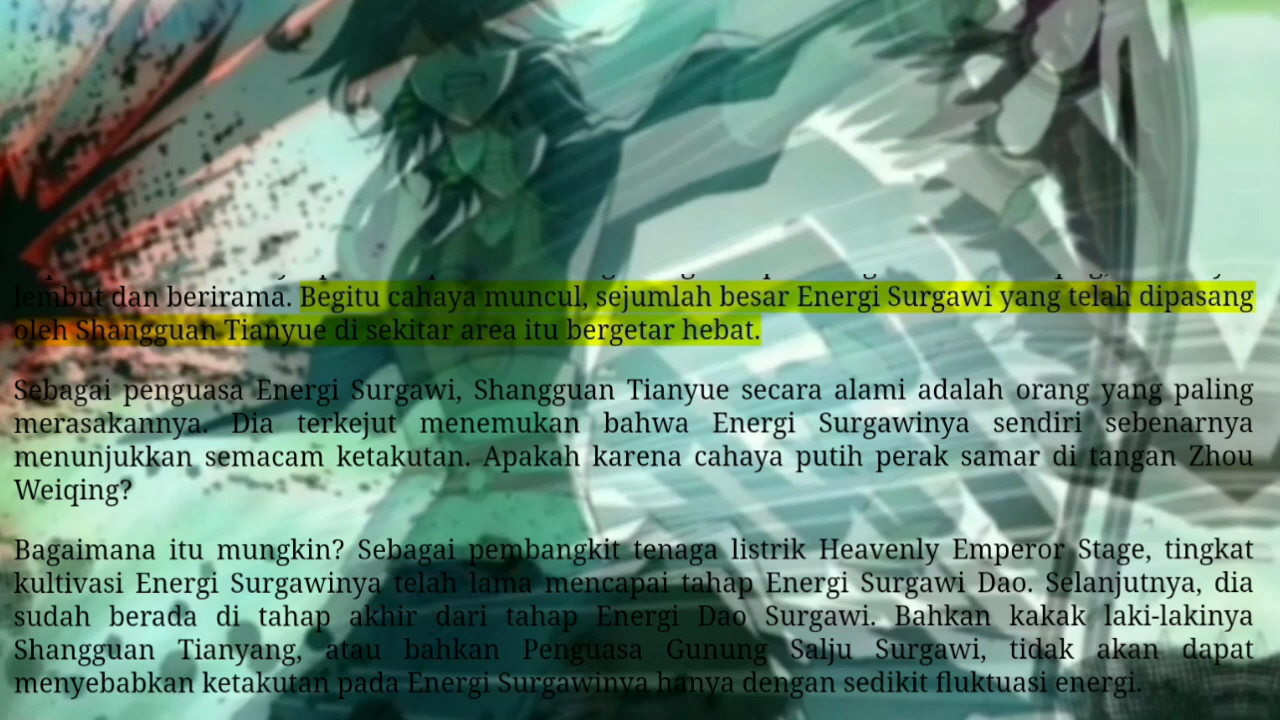 lembut dan berirama. Begitu cahaya muncul, sejumlah besar Energi Surgawi yang telah dipasang
oleh Shangguan Tianyue di sekitar area itu bergetar hebat.
Sebagai penguasa Energi Surgawi, Shangguan Tianyue secara alami adalah orang yang paling
merasakannya. Dia terkejut menemukan bahwa Energi Surgawinya sendiri sebenarnya
menunjukkan semacam ketakutan. Apakah karena cahaya putih perak samar di tangan Zhou
Weiqing?
Bagaimana itu mungkin? Sebagai pembangkit tenaga listrik Heavenly Emperor Stage, tingkat
kultivasi Energi Surgawinya telah lama mencapai tahap Energi Surgawi Dao. Selanjutnya, dia
sudah berada di tahap akhir dari tahap Energi Dao Surgawi. Bahkan kakak laki-lakinya
Shangguan Tianyang, atau bahkan Penguasa Gunung Salju Surgawi, tidak akan dapat
menyebabkan ketakutan pada Energi Surgawinya hanya dengan sedikit fluktuasi energi.